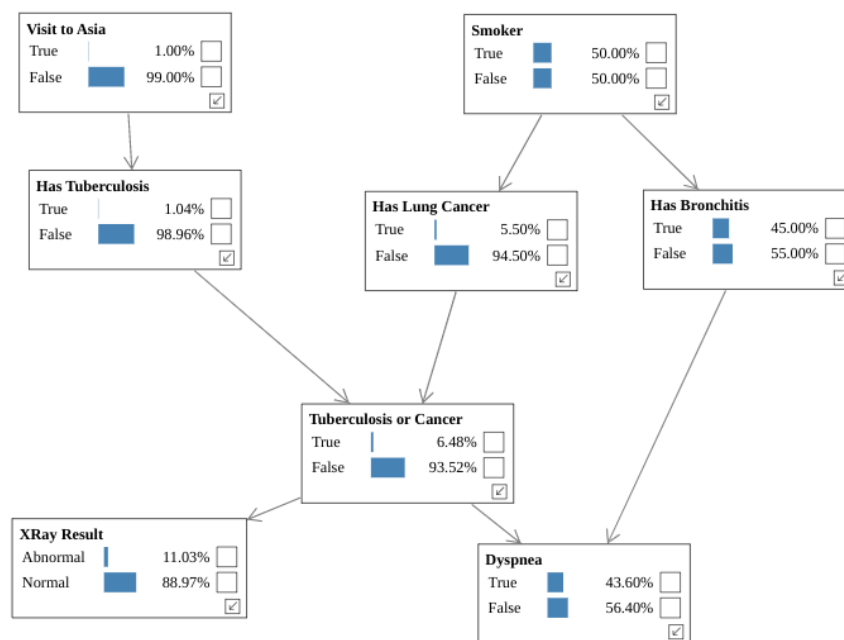 Visit to Asia
True 1.00%
False 99.00%
Smoker
True 50.00%
False 50.00%
Has Tuberculosis
True 1.04%
False 98.96%
Has Lung Cancer
True 5.50%
False 94.50%
Has Bronchitis
True 45.00%
False 55.00%
Tuberculosis or Cancer
True 6.48%
False 93.52%
XRay Result
Abnormal 11.03%
Normal 88.97%
Dyspnea
True 43.60%
False 56.40%